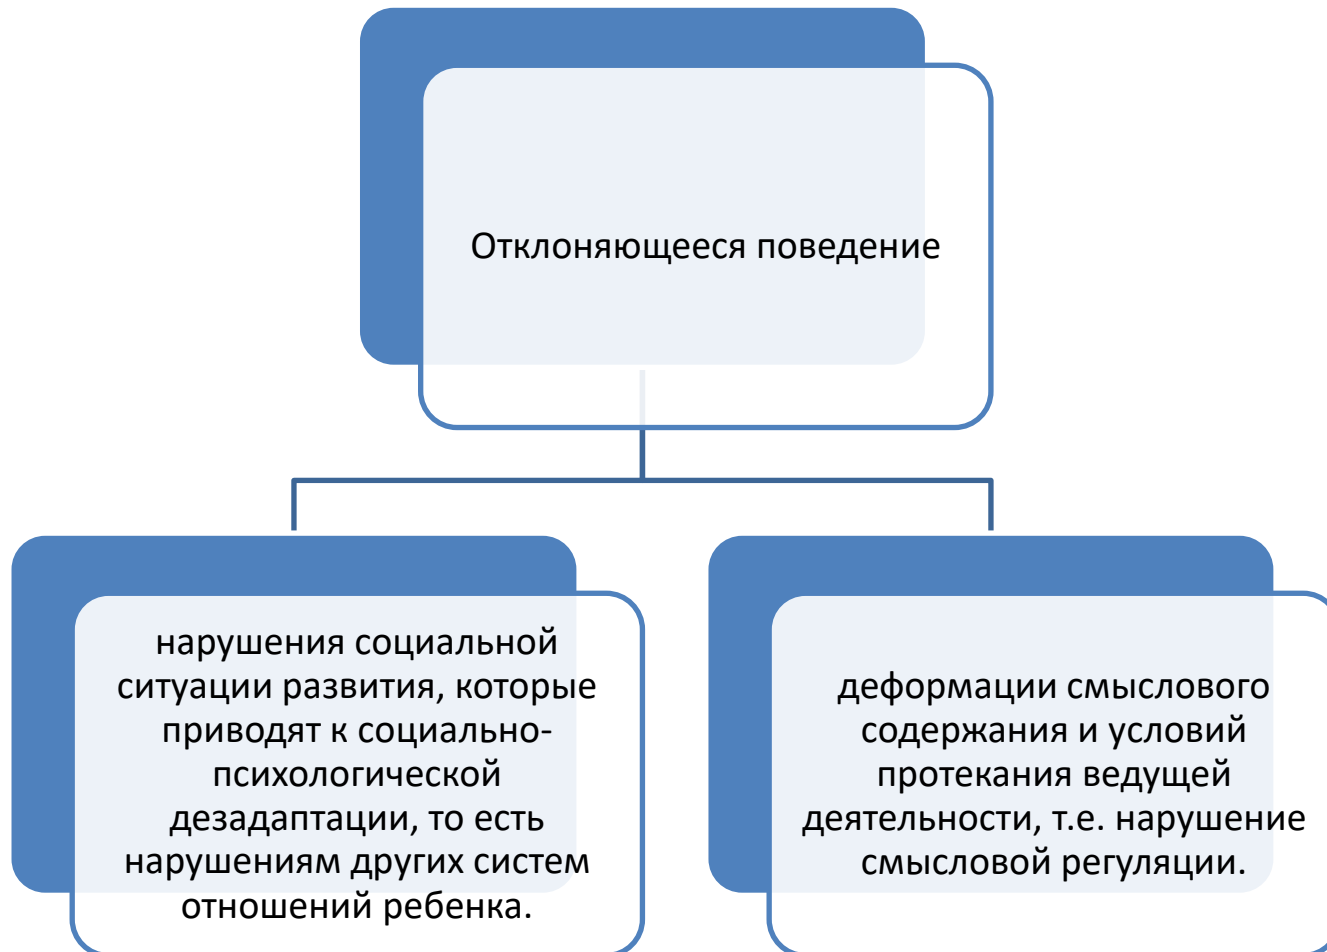 Отклоняющееся поведение
нарушения социальной
ситуации развития, которые
приводят к социально-
психологической
дезадаптации, то есть
нарушениям других систем
отношений ребенка.
деформации смыслового
содержания и условий
протекания ведущей
деятельности, т.е. нарушение
смысловой регуляции.